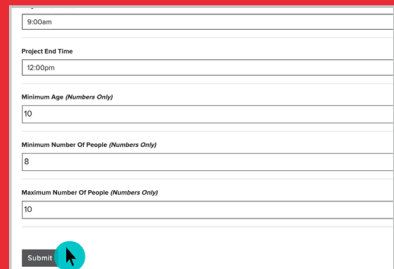 9:00am
Project End Time
12:00pm
Minimum Age (Numbers Only)
10
Minimum Number Of People (Numbers Only)
8
Maximum Number Of People (Numbers Only)
10
Submit